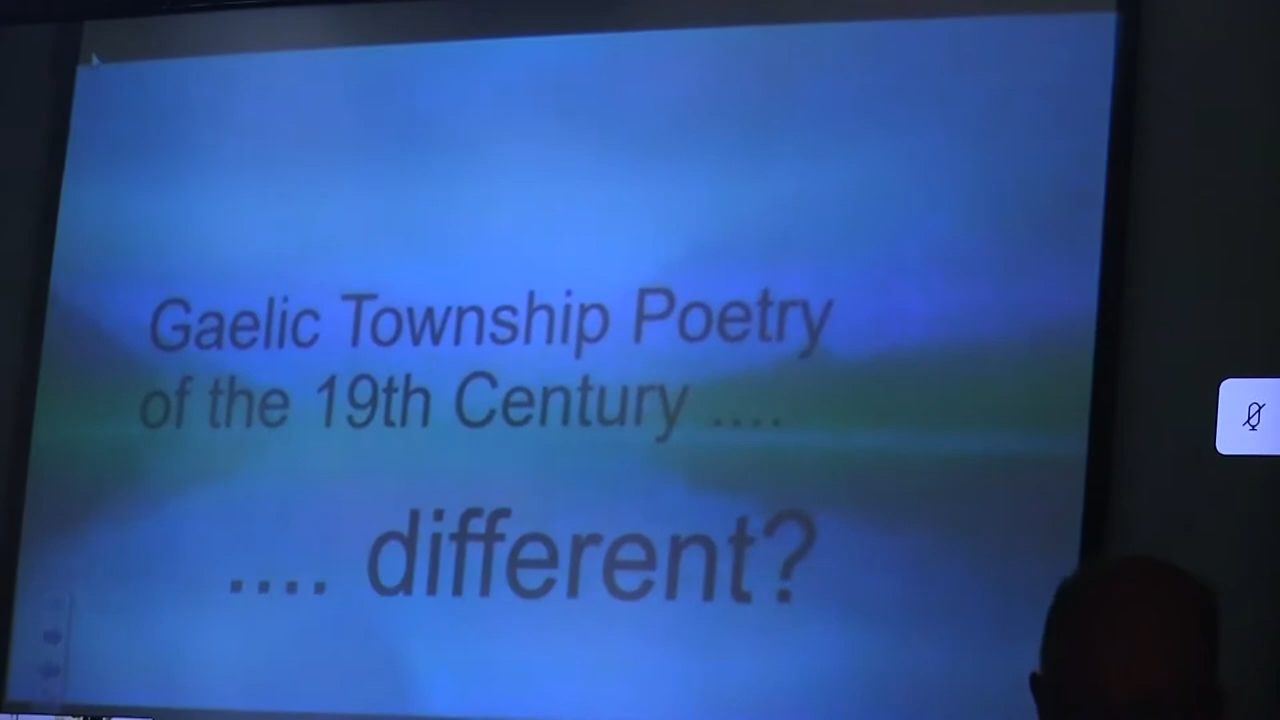 Gaelic Township Poetry
of the 19th Century ....
.... different?